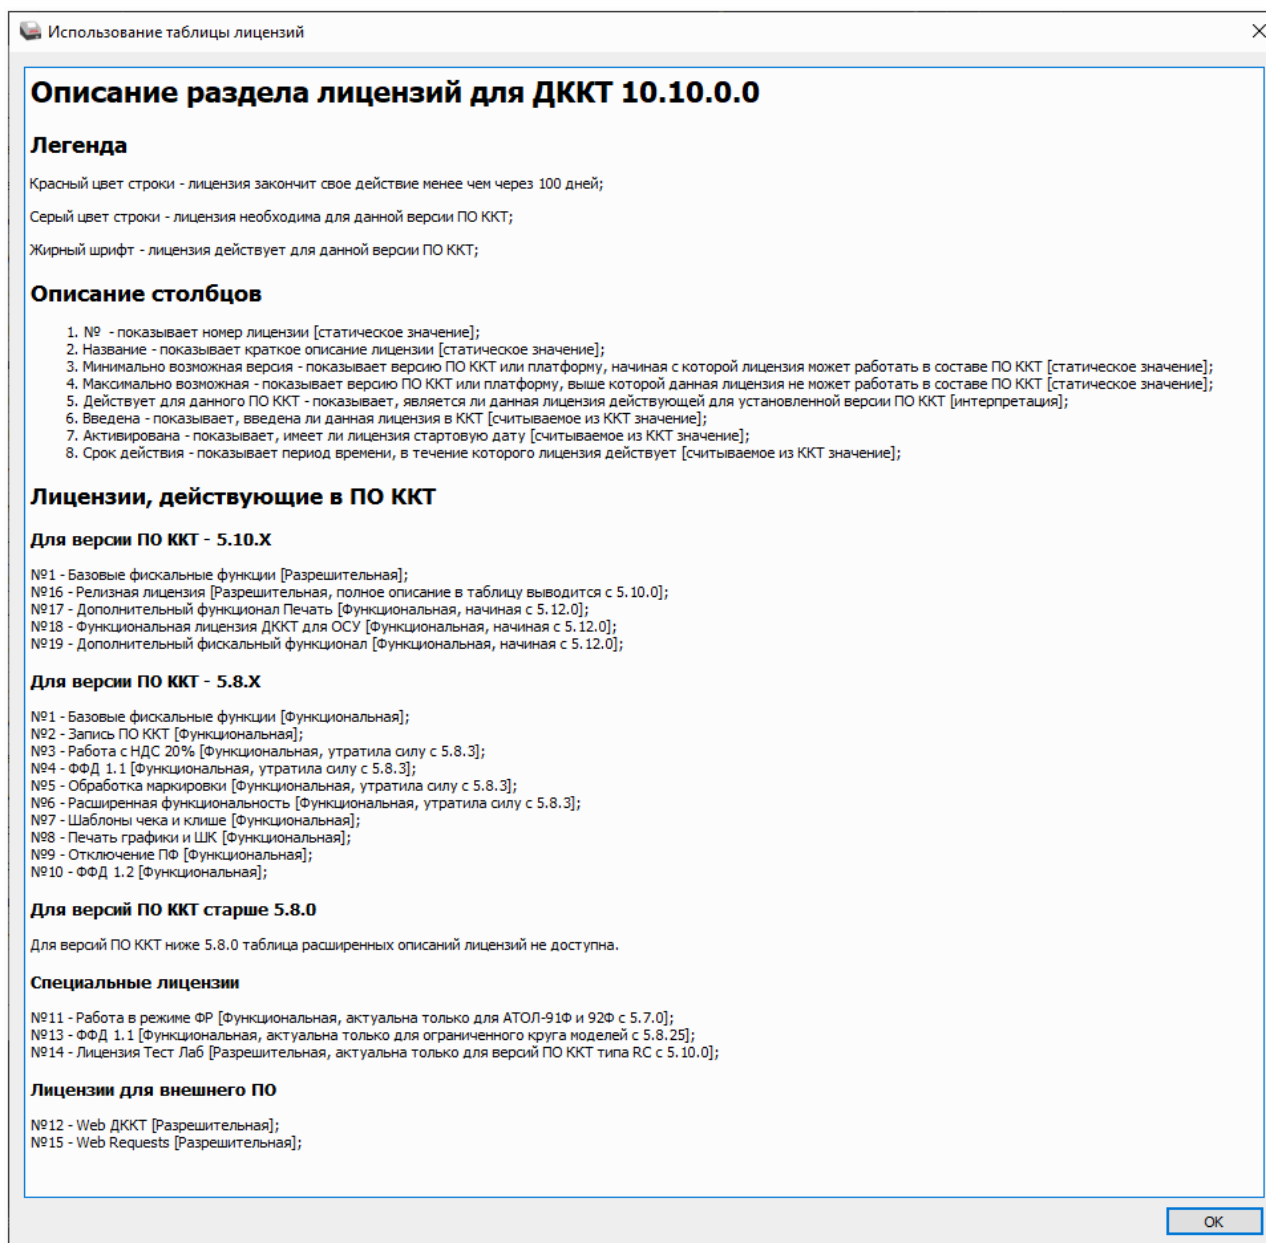 Использование таблицы лицензий
Описание раздела лицензий для ДККТ 10.10.0.0
Легенда
Красный цвет строки - лицензия закончит свое действие менее чем через 100 дней;
Серый цвет строки - лицензия необходима для данной версии ПО ККТ;
Жирный шрифт - лицензия действует для данной версии ПО ККТ;
Описание столбцов
1. № - показывает номер лицензии [статическое значение];
2. Название - показывает краткое описание лицензии [статическое значение];
3. Минимально возможная версия - показывает версию ПО ККТ или платформу, начиная с которой лицензия может работать в составе ПО ККТ [статическое значение];
4. Максимально возможная - показывает версию ПО ККТ или платформу, выше которой данная лицензия не может работать в составе ПО ККТ [статическое значение];
5. Действует для данного ПО ККТ - показывает, является ли данная лицензия действующей для установленной версии ПО ККТ [интерпретация];
6. Введена - показывает, введена ли данная лицензия в ККТ [считываемое из ККТ значение];
7. Активирована - показывает, имеет ли лицензия стартовую дату [считываемое из ККТ значение];
8. Срок действия - показывает период времени, в течение которого лицензия действует [считываемое из ККТ значение];
Лицензии, действующие в ПО ККТ
Для версии ПО ККТ - 5.10.X
№1 - Базовые фискальные функции [Разрешительная];
№16 - Релизная лицензия [Разрешительная, полное описание в таблицу выводится с 5.10.0];
№17 - Дополнительный функционал Печать [Функциональная, начиная с 5.12.0];
№18 - Функциональная лицензия ДККТ для ОСУ [Функциональная, начиная с 5.12.0];
№19 - Дополнительный фискальный функционал [Функциональная, начиная с 5.12.0];
Для версии ПО ККТ - 5.8.X
№1 - Базовые фискальные функции [Функциональная];
№2 - Запись ПО ККТ [Функциональная];
№3 - Работа с НДС 20% [Функциональная, утратила силу с 5.8.3];
№4 - ФФД 1.1 [Функциональная, утратила силу с 5.8.3];
№5 - Обработка маркировки [Функциональная, утратила силу с 5.8.3];
№6 - Расширенная функциональность [Функциональная, утратила силу с 5.8.3];
№7 - Шаблоны чека и клише [Функциональная];
№8 - Печать графики и ШК [Функциональная];
№9 - Отключение ПФ [Функциональная];
№10 - ФФД 1.2 [Функциональная];
Для версий ПО ККТ старше 5.8.0
Для версий ПО ККТ ниже 5.8.0 таблица расширенных описаний лицензий не доступна.
Специальные лицензии
№11 - Работа в режиме ФР [Функциональная, актуальна только для АТОЛ-91Ф и 92Ф с 5.7.0];
№13 - ФФД 1.1 [Функциональная, актуальна только для ограниченного круга моделей с 5.8.25];
№14 - Лицензия Тест Лаб [Разрешительная, актуальна только для версий ПО ККТ типа RC с 5.10.0];
Лицензии для внешнего ПО
№12 - Web ДККТ [Разрешительная];
№15 - Web Requests [Разрешительная];
OK